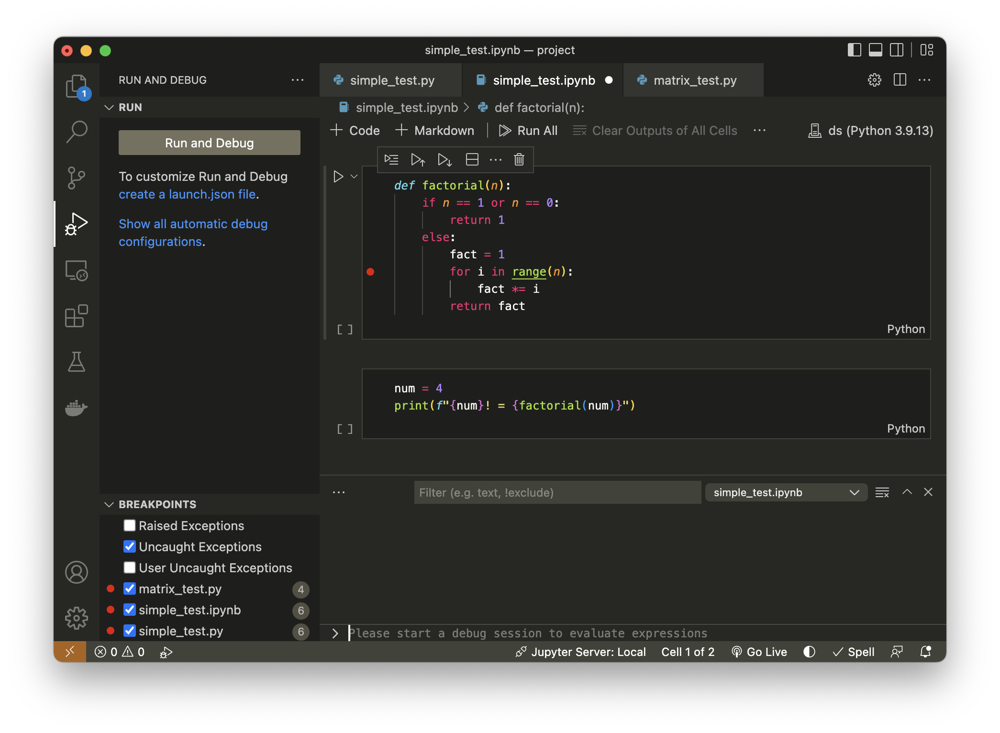 simple_test.ipynb — project
1
RUN AND DEBUG
RUN
Run and Debug
To customize Run and Debug
create a launch.json file.
Show all automatic debug
configurations.
BREAKPOINTS
Raised Exceptions
Uncaught Exceptions
User Uncaught Exceptions
matrix_test.py 4
simple_test.ipynb 6
simple_test.py 6
simple_test.py simple_test.ipynb matrix_test.py
simple_test.ipynb > def factorial(n):
+ Code + Markdown Run All Clear Outputs of All Cells ds (Python 3.9.13)
def factorial(n):
    if n == 1 or n == 0:
        return 1
    else:
        fact = 1
        for i in range(n):
            fact *= i
        return fact
[ ] Python
num = 4
print(f"{num}! = {factorial(num)}")
[ ] Python
Filter (e.g. text, !exclude) simple_test.ipynb
> Please start a debug session to evaluate expressions
0 0 Jupyter Server: Local Cell 1 of 2 Go Live Spell